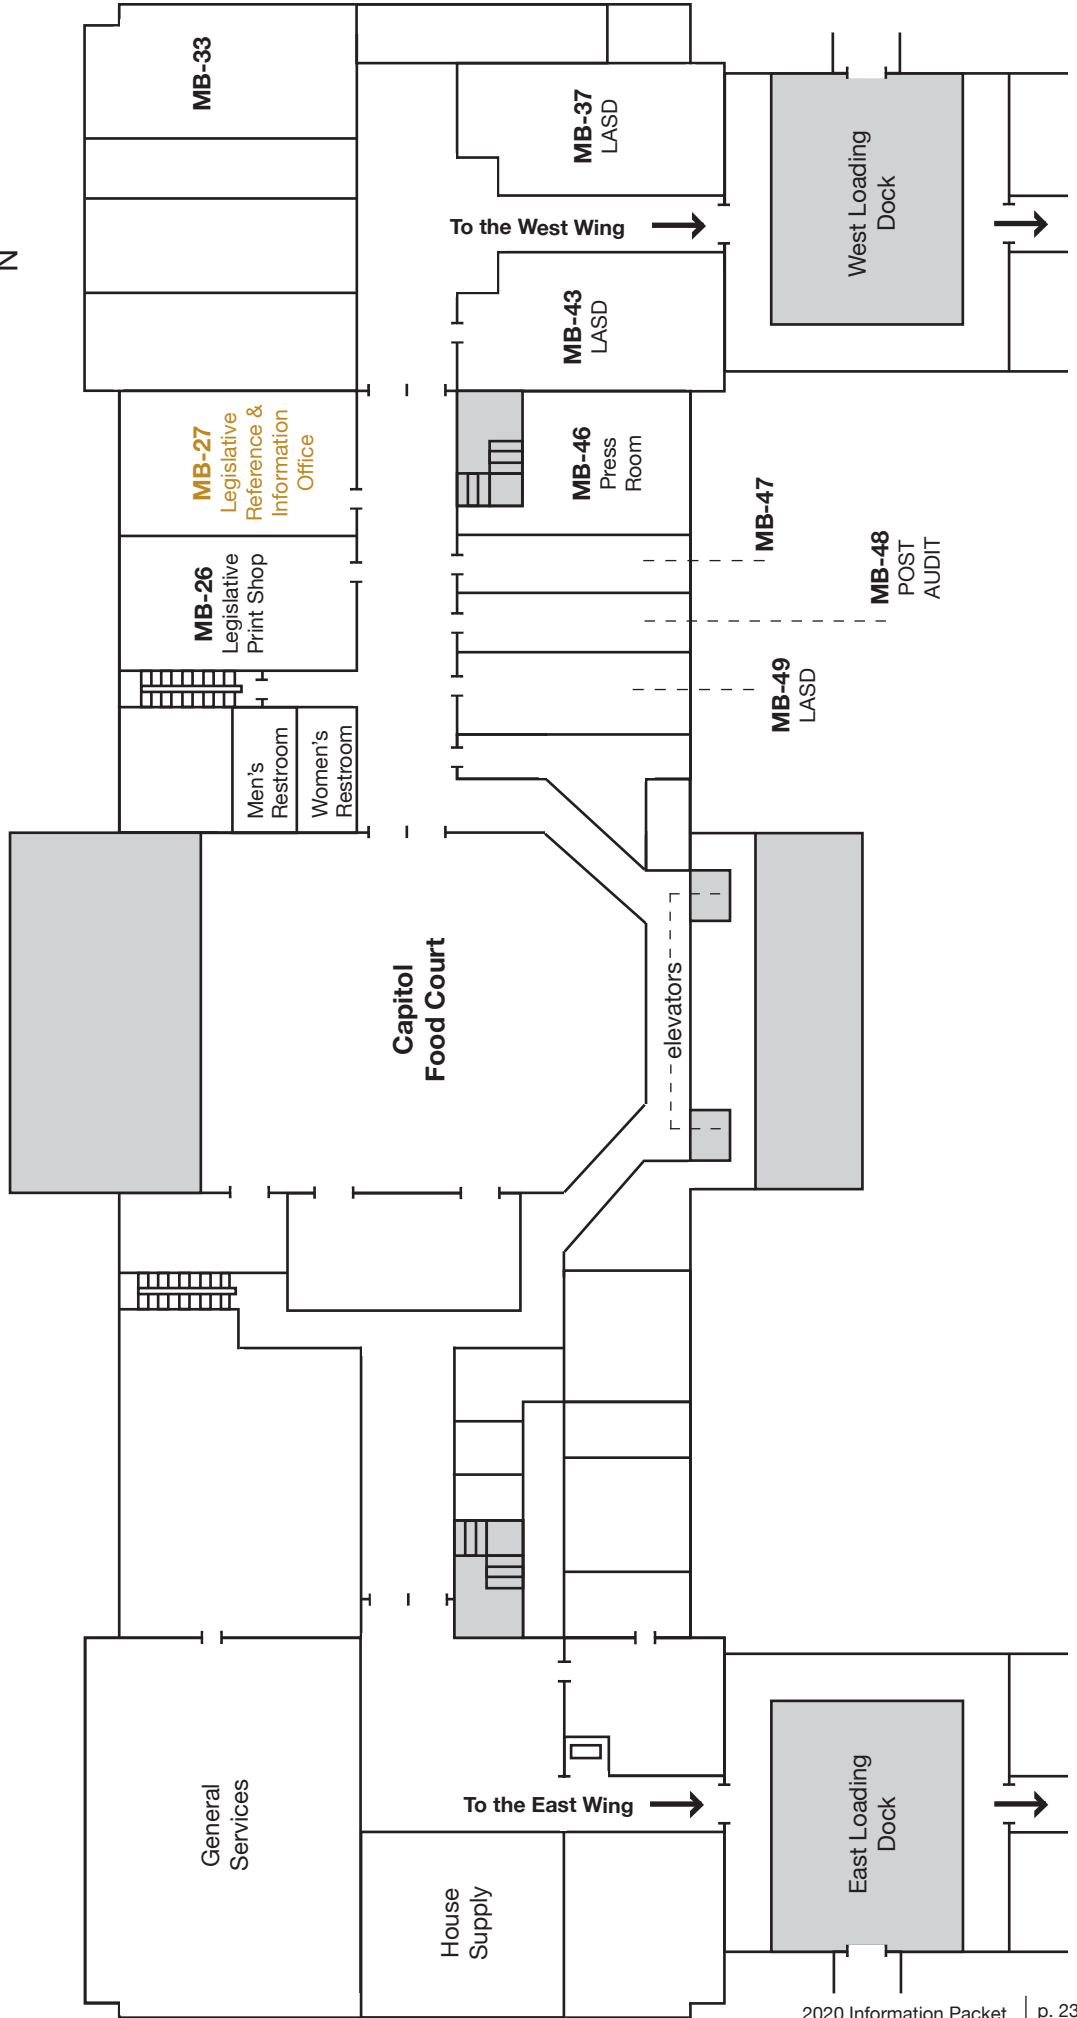 N
MB-33
MB-37
LASD
West Loading
Dock
To the West Wing
MB-43
LASD
MB-27
Legislative
Reference &
Information
Office
MB-46
Press
Room
MB-47
MB-48
POST
AUDIT
MB-26
Legislative
Print Shop
MB-49
LASD
Men's
Restroom
Women's
Restroom
Capitol
Food Court
elevators
General
Services
To the East Wing
East Loading
Dock
House
Supply
2020 Information Packet
p. 23